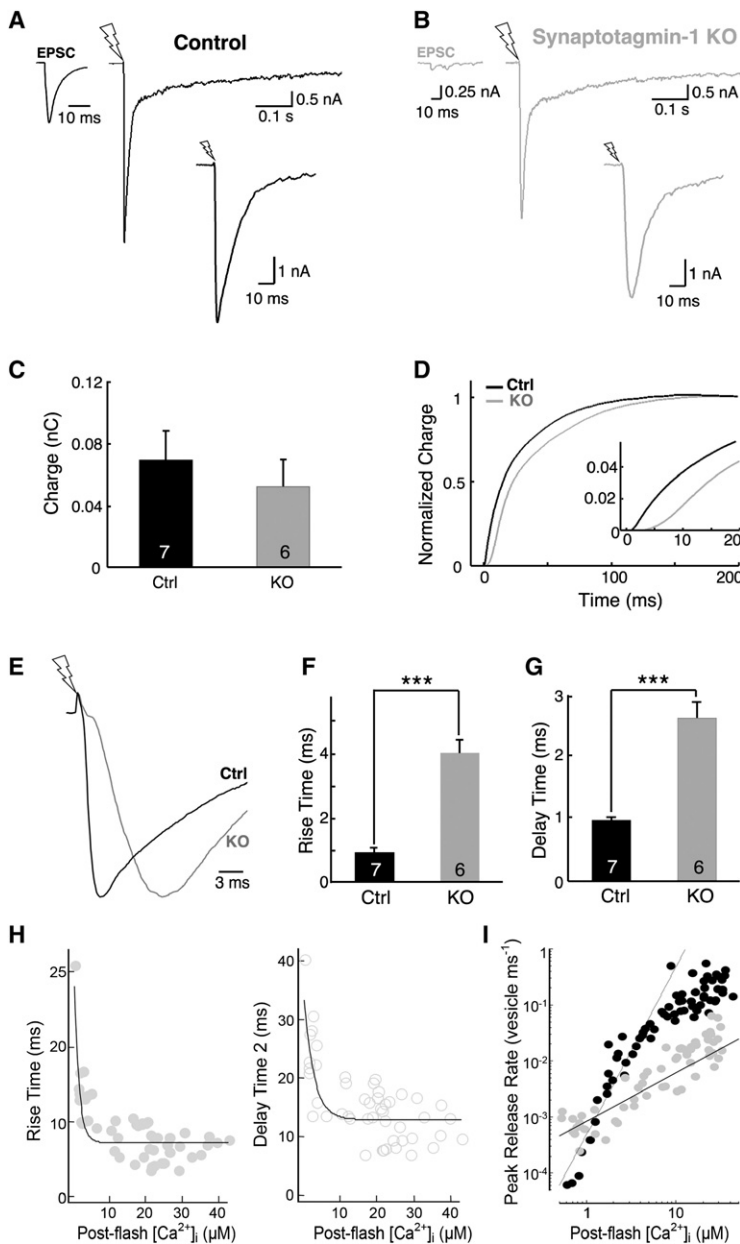 A
EPSC
Control
10 ms
0.5 nA
0.1 s
1 nA
10 ms
B
Synaptotagmin-1 KO
EPSC
0.25 nA
10 ms
0.5 nA
0.1 s
1 nA
10 ms
C
Charge (nC)
0.12
0.08
0.04
0
7
6
Ctrl
KO
D
Normalized Charge
1
0.5
0
Ctrl
KO
0.04
0.02
0
0
10
20
0
100
200
Time (ms)
E
Ctrl
KO
3 ms
F
***
Rise Time (ms)
4
2
0
7
6
Ctrl
KO
G
***
Delay Time (ms)
3
2
1
0
7
6
Ctrl
KO
H
Rise Time (ms)
25
15
10
0
0
10
20
30
40
Post-flash [Ca²⁺]ᵢ (µM)
Delay Time 2 (ms)
40
30
20
10
0
0
10
20
30
40
Post-flash [Ca²⁺]ᵢ (µM)
I
Peak Release Rate (vesicle ms⁻¹)
1
10⁻¹
10⁻²
10⁻³
10⁻⁴
1
10
Post-flash [Ca²⁺]ᵢ (µM)